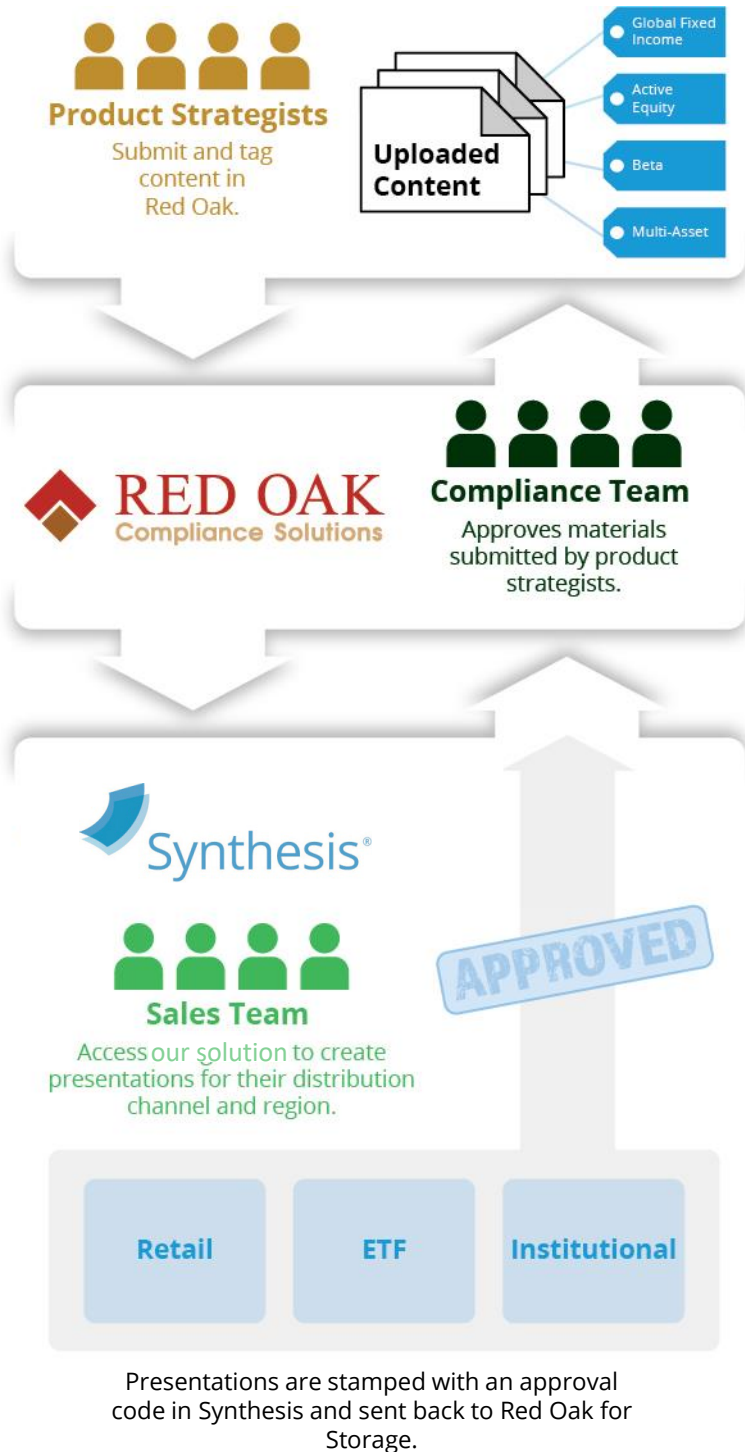 Product Strategists
Submit and tag
content in
Red Oak.
Uploaded
Content
Global Fixed
Income
Active
Equity
Beta
Multi-Asset
RED OAK
Compliance Solutions
Compliance Team
Approves materials
submitted by product
strategists.
Synthesis®
Sales Team
Access our solution to create
presentations for their distribution
channel and region.
APPROVED
Retail
ETF
Institutional
Presentations are stamped with an approval
code in Synthesis and sent back to Red Oak for
Storage.